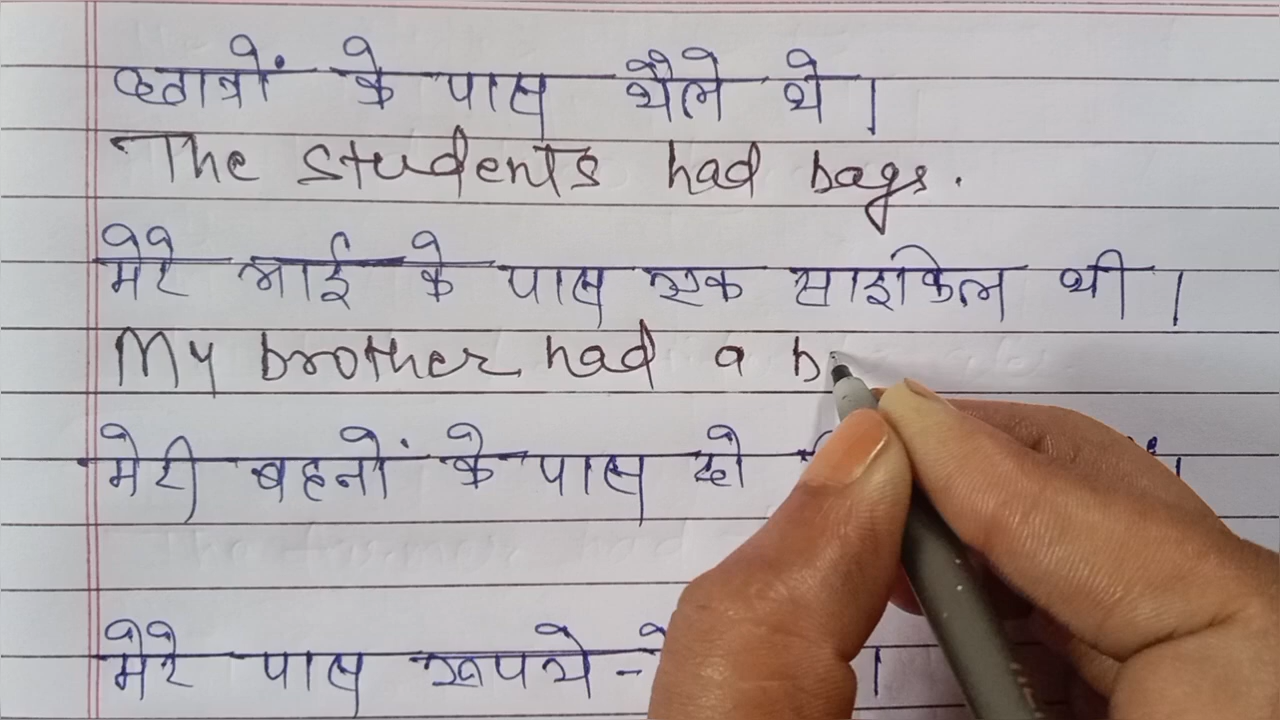 छात्रों के पास थैले थे।
The students had bags.
मेरे भाई के पास एक साइकिल थी।
My brother had a b
मेरी बहनों के पास दो
मेरे पास रूपये-